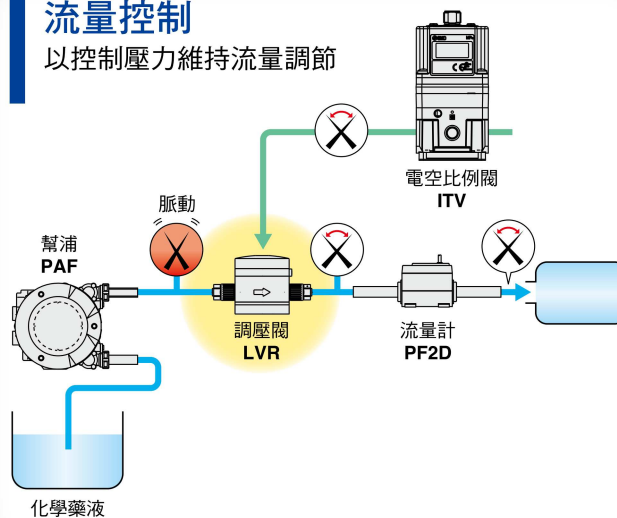 流量控制
以控制壓力維持流量調節
電空比例閥
ITV
脈動
幫浦
PAF
調壓閥
LVR
流量計
PF2D
化學藥液